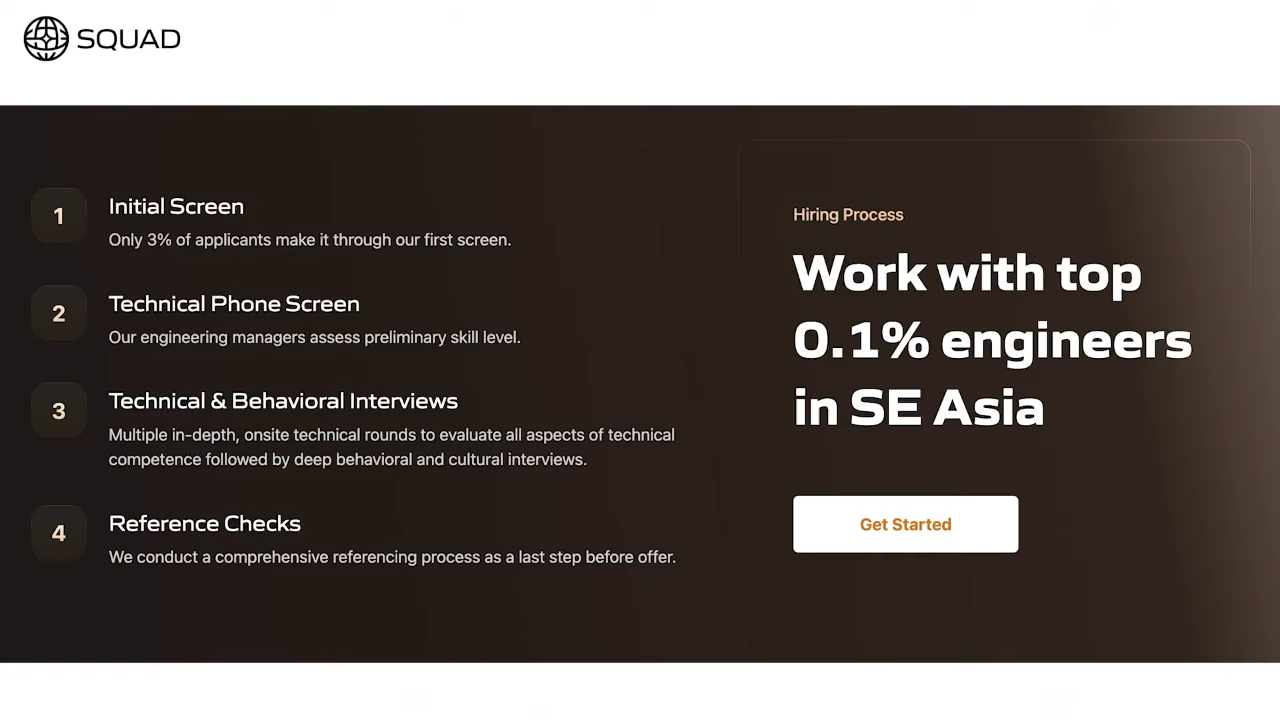 SQUAD
1
Initial Screen
Only 3% of applicants make it through our first screen.
2
Technical Phone Screen
Our engineering managers assess preliminary skill level.
3
Technical & Behavioral Interviews
Multiple in-depth, onsite technical rounds to evaluate all aspects of technical
competence followed by deep behavioral and cultural interviews.
4
Reference Checks
We conduct a comprehensive referencing process as a last step before offer.
Hiring Process
Work with top
0.1% engineers
in SE Asia
Get Started